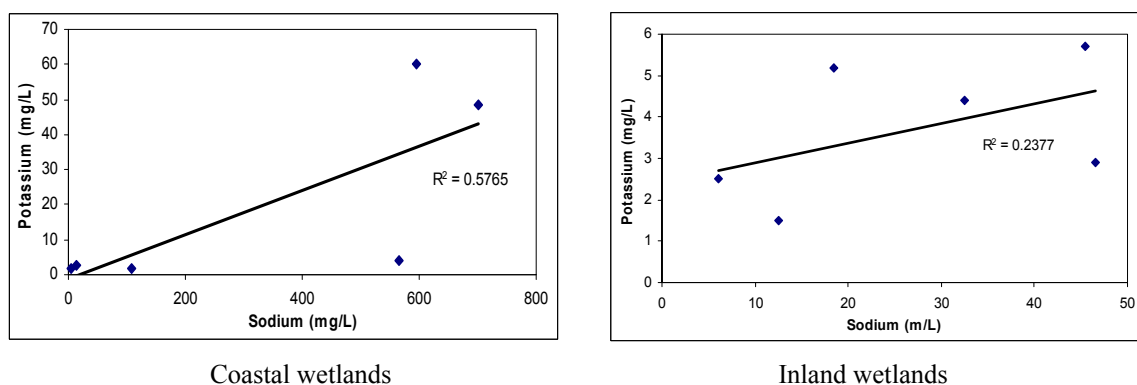 70
60
50
40
30
20
10
0
Potassium (mg/L)
R² = 0.5765
0 200 400 600 800
Sodium (mg/L)
Coastal wetlands
6
5
4
3
2
1
0
Potassium (mg/L)
R² = 0.2377
0 10 20 30 40 50
Sodium (m/L)
Inland wetlands